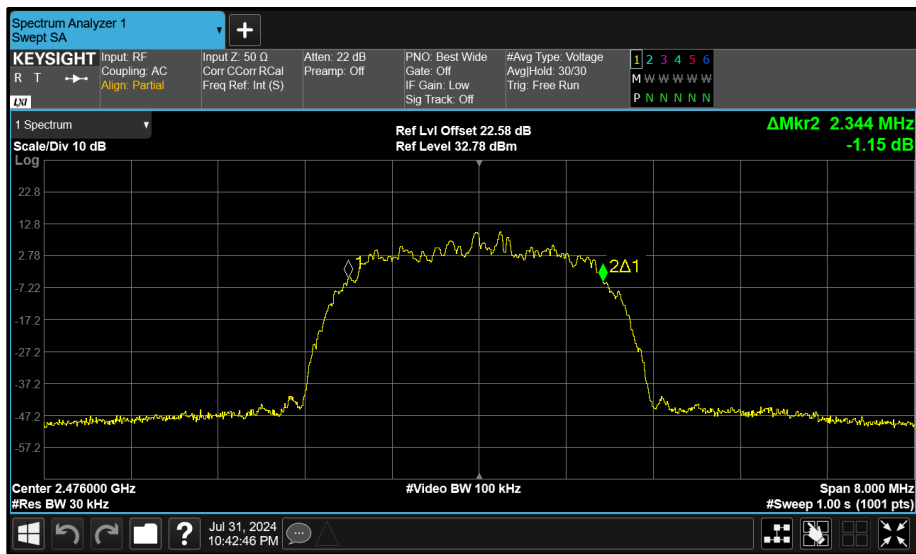 Spectrum Analyzer 1
Swept SA
+
KEYSIGHT
R T
LXI
Input: RF
Coupling: AC
Align: Partial
Input Z: 50 Ω
Corr CCorr RCal
Freq Ref: Int (S)
Atten: 22 dB
Preamp: Off
PNO: Best Wide
Gate: Off
IF Gain: Low
Sig Track: Off
#Avg Type: Voltage
Avg|Hold: 30/30
Trig: Free Run
1 2 3 4 5 6
M W W W W W
P N N N N N
1 Spectrum
Scale/Div 10 dB
Ref Lvl Offset 22.58 dB
Ref Level 32.78 dBm
ΔMkr2 2.344 MHz
-1.15 dB
Log
22.8
12.8
2.78
-7.22
-17.2
-27.2
-37.2
-47.2
-57.2
1
2Δ1
Center 2.476000 GHz
#Res BW 30 kHz
#Video BW 100 kHz
Span 8.000 MHz
#Sweep 1.00 s (1001 pts)
?
Jul 31, 2024
10:42:46 PM